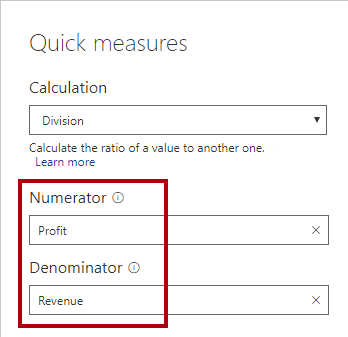 Quick measures
Calculation
Division
Calculate the ratio of a value to another one.
Learn more
Numerator
Profit
Denominator
Revenue